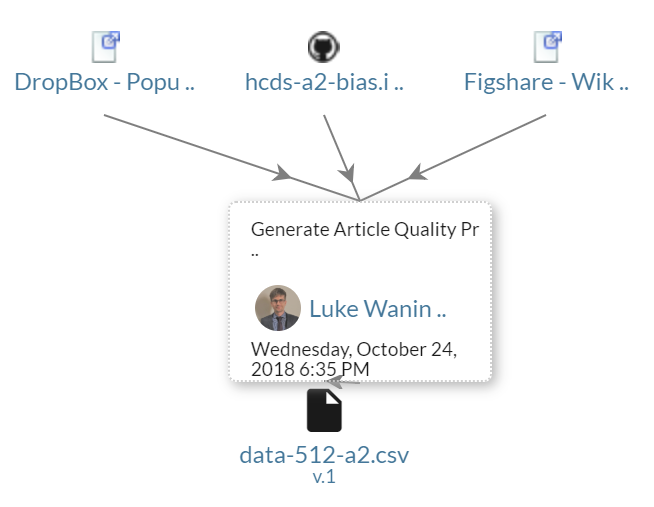 DropBox - Popu ..
hcds-a2-bias.i ..
Figshare - Wik ..
Generate Article Quality Pr
..
Luke Wanin ..
Wednesday, October 24,
2018 6:35 PM
data-512-a2.csv
v.1